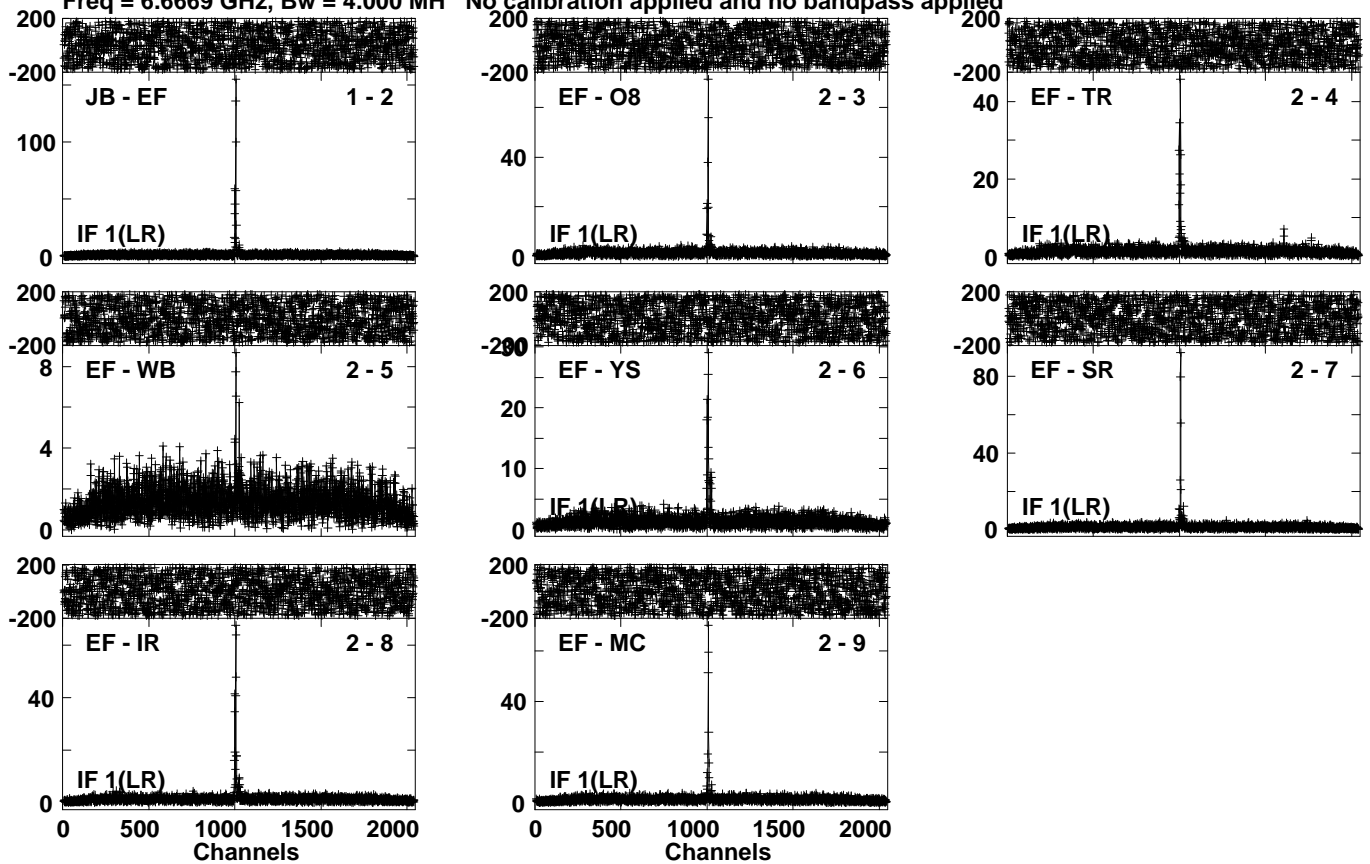 Freq = 6.6669 GHz, Bw = 4.000 MH No calibration applied and no bandpass applied
200 200 200
-200 -200 -200
JB - EF 1 - 2 EF - O8 2 - 3 EF - TR 2 - 4
40
100
40
20
IF 1(LR) IF 1(LR) IF 1(LR)
0 0 0
200 200 200
-200 -200 -200
30
EF - WB 2 - 5 EF - YS 2 - 6 EF - SR 2 - 7
8 80
20
4 40
10
IF 1(LR) IF 1(LR)
0 0 0
200 200
-200 -200
EF - IR 2 - 8 EF - MC 2 - 9
40 40
IF 1(LR) IF 1(LR)
0 0
0 500 1000 1500 2000 0 500 1000 1500 2000
Channels Channels